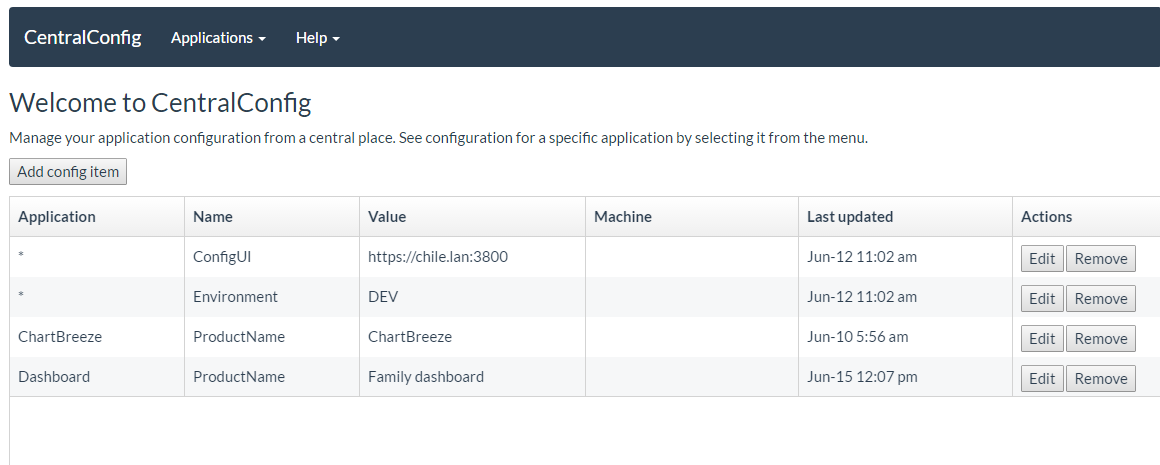 CentralConfig Applications Help
Welcome to CentralConfig
Manage your application configuration from a central place. See configuration for a specific application by selecting it from the menu.
Add config item
Application Name Value Machine Last updated Actions
* ConfigUI https://chile.lan:3800 Jun-12 11:02 am Edit Remove
* Environment DEV Jun-12 11:02 am Edit Remove
ChartBreeze ProductName ChartBreeze Jun-10 5:56 am Edit Remove
Dashboard ProductName Family dashboard Jun-15 12:07 pm Edit Remove